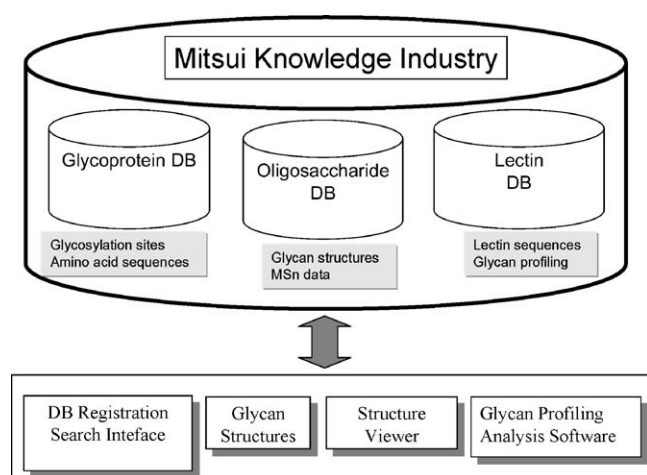 Mitsui Knowledge Industry
Glycoprotein DB
Oligosaccharide
DB
Lectin
DB
Glycosylation sites
Amino acid sequences
Glycan structures
MSn data
Lectin sequences
Glycan profiling
DB Registration
Search Inteface
Glycan
Structures
Structure
Viewer
Glycan Profiling
Analysis Software